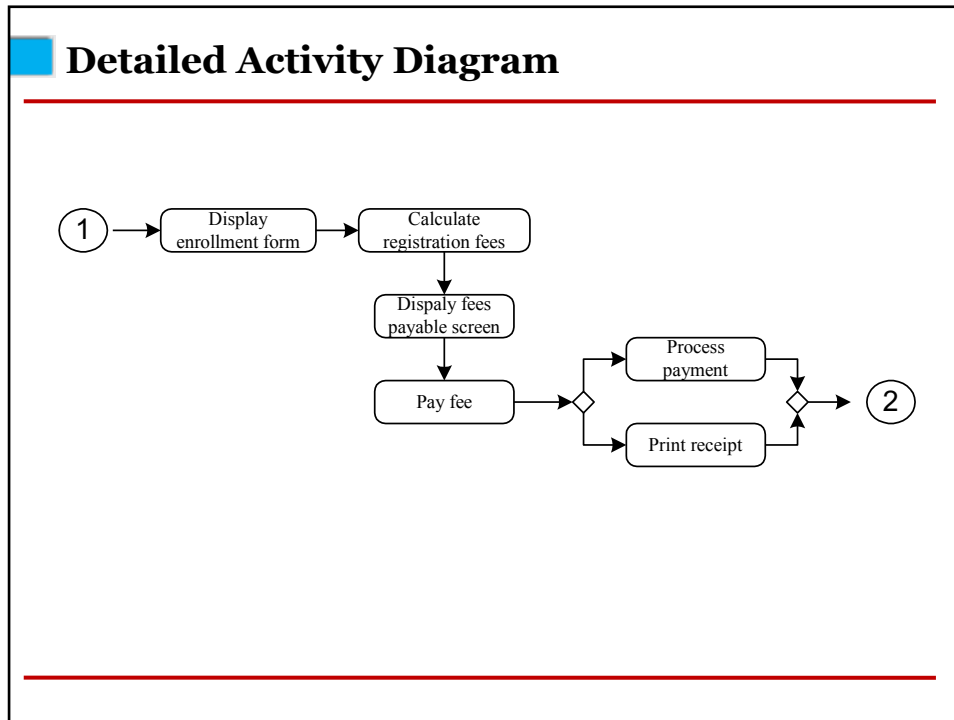 Detailed Activity Diagram
1
Display
enrollment form
Calculate
registration fees
Dispaly fees
payable screen
Pay fee
Process
payment
Print receipt
2